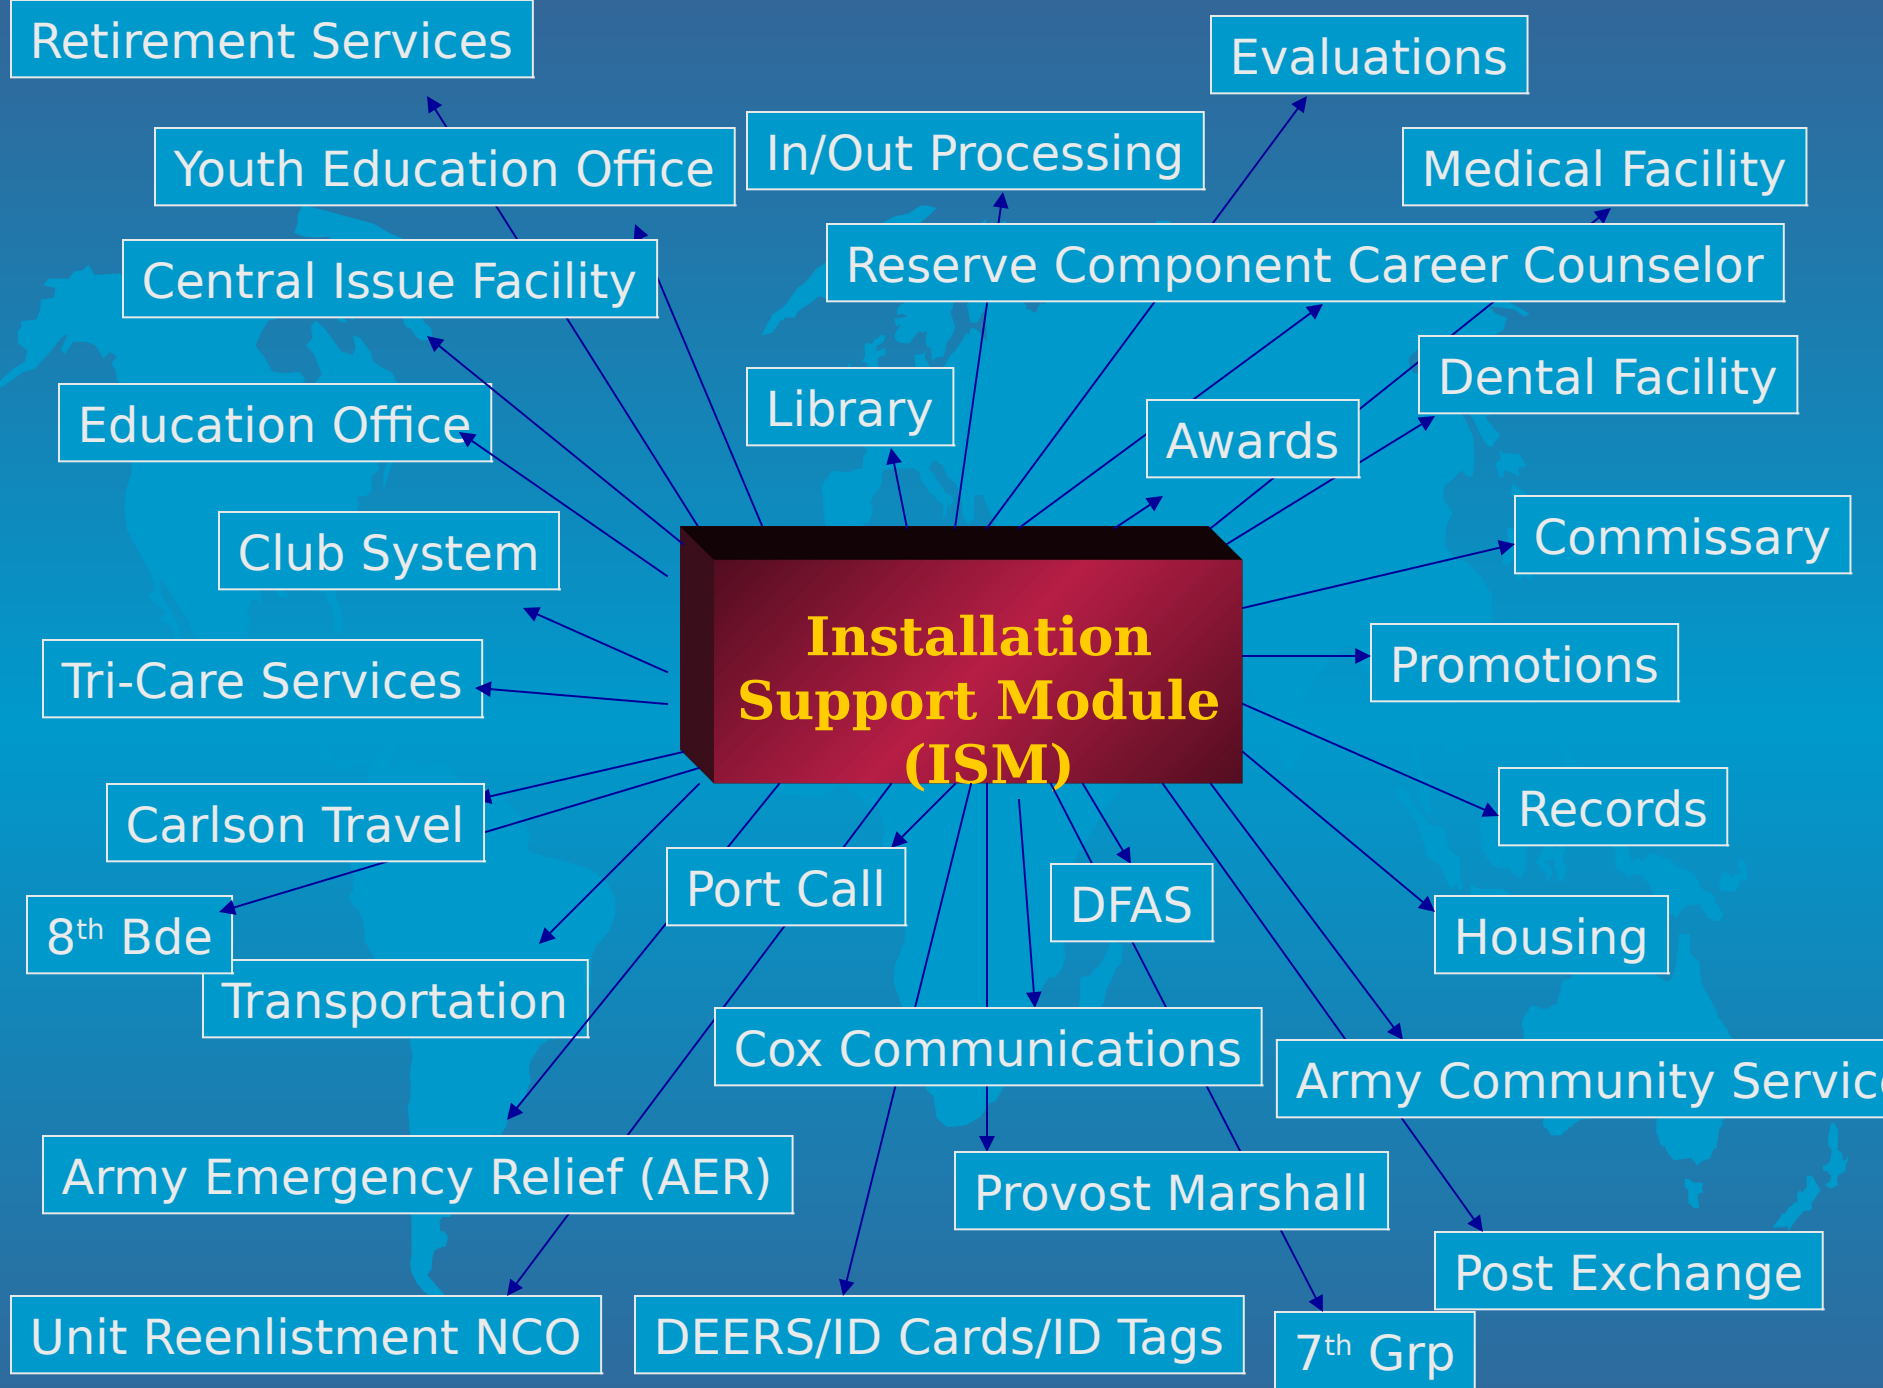 Retirement Services
Evaluations
Youth Education Office
In/Out Processing
Medical Facility
Central Issue Facility
Reserve Component Career Counselor
Education Office
Library
Awards
Dental Facility
Club System
Commissary
Installation
Support Module
(ISM)
Tri-Care Services
Promotions
Carlson Travel
Records
Port Call
DFAS
8th Bde
Housing
Transportation
Cox Communications
Army Community Servic
Army Emergency Relief (AER)
Provost Marshall
Post Exchange
Unit Reenlistment NCO
DEERS/ID Cards/ID Tags
7th Grp